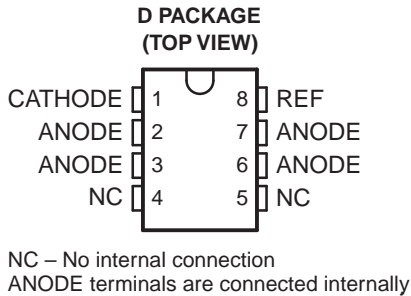 D PACKAGE
(TOP VIEW)
CATHODE 1 8 REF
ANODE 2 7 ANODE
ANODE 3 6 ANODE
NC 4 5 NC
NC – No internal connection
ANODE terminals are connected internally